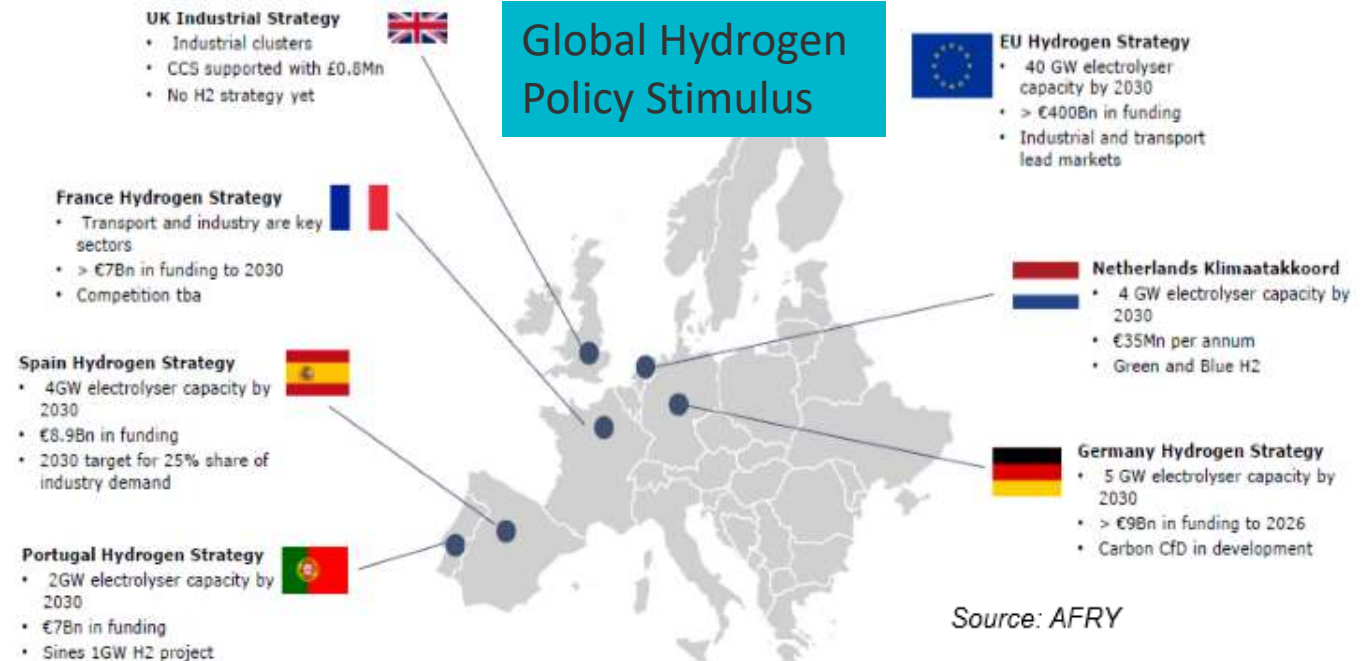 Global Hydrogen
Policy Stimulus
UK Industrial Strategy
• Industrial clusters
• CCS supported with £0.8Mn
• No H2 strategy yet
France Hydrogen Strategy
• Transport and industry are key
sectors
• > €7Bn in funding to 2030
• Competition tba
Spain Hydrogen Strategy
• 4GW electrolyser capacity by
2030
• €8.9Bn in funding
• 2030 target for 25% share of
industry demand
Portugal Hydrogen Strategy
• 2GW electrolyser capacity by
2030
• €7Bn in funding
• Sines 1GW H2 project
EU Hydrogen Strategy
• 40 GW electrolyser
capacity by 2030
• > €400Bn in funding
• Industrial and transport
lead markets
Netherlands Klimaatakkoord
• 4 GW electrolyser capacity by
2030
• €35Mn per annum
• Green and Blue H2
Germany Hydrogen Strategy
• 5 GW electrolyser capacity by
2030
• > €9Bn in funding to 2026
• Carbon CfD in development
Source: AFRY